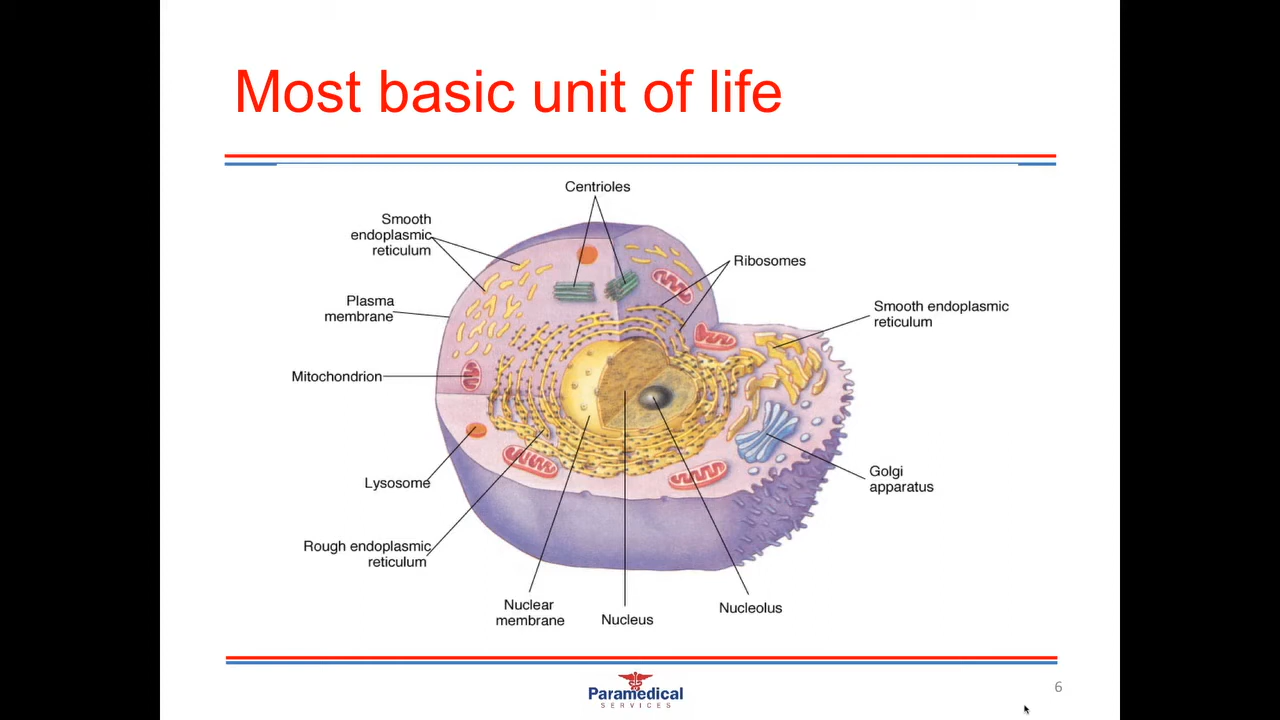 Most basic unit of life
Centrioles
Smooth
endoplasmic
reticulum
Ribosomes
Plasma
membrane
Smooth endoplasmic
reticulum
Mitochondrion
Lysosome
Golgi
apparatus
Rough endoplasmic
reticulum
Nuclear
membrane
Nucleus
Nucleolus
Paramedical
SERVICES
6